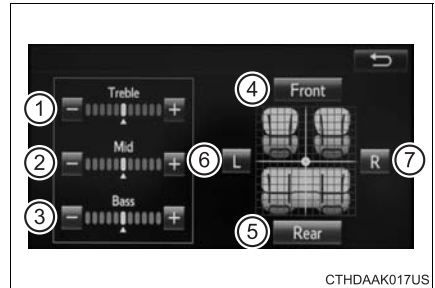 Treble
1 − +
Mid
2 − +
Bass
3 − +
4 Front
6 L R 7
5 Rear
CTHDAAK017US